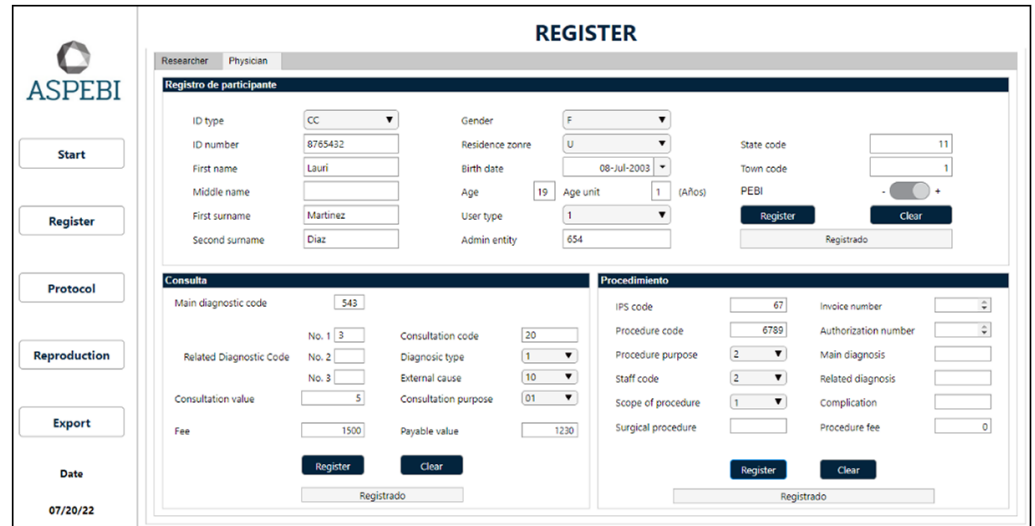 REGISTER
ASPEBI
Start
Register
Protocol
Reproduction
Export
Date
07/20/22
Researcher Physician
Registro de participante
ID type CC ▼ Gender F ▼
ID number 8765432 Residence zonre U ▼ State code 11
First name Lauri Birth date 08-Jul-2003 Town code 1
Middle name Age 19 Age unit 1 (Años) PEBI - +
First surname Martinez User type 1 ▼ Register Clear
Second surname Diaz Admin entity 654 Registrado
Consulta
Main diagnostic code 543
No. 1 3 Consultation code 20
Related Diagnostic Code No. 2 Diagnosic type 1 ▼
No. 3 External cause 10 ▼
Consultation value 5 Consultation purpose 01 ▼
Fee 1500 Payable value 1230
Register Clear
Registrado
Procedimiento
IPS code 67 Invoice number
Procedure code 6789 Authorization number
Procedure purpose 2 ▼ Main diagnosis
Staff code 2 ▼ Related diagnosis
Scope of procedure 1 ▼ Complication
Surgical procedure Procedure fee 0
Register Clear
Registrado